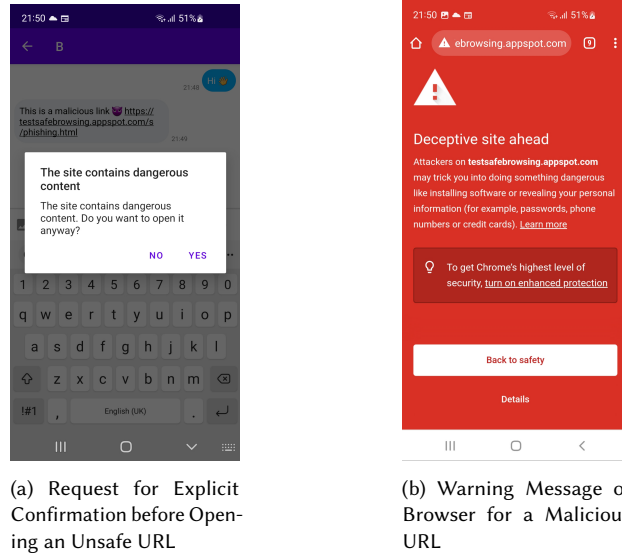 21:50
51%
B
Hi
21:48
This is a malicious link https://
testsafebrowsing.appspot.com/s
/phishing.html
21:49
The site contains dangerous
content
The site contains dangerous
content. Do you want to open it
anyway?
NO YES
1 2 3 4 5 6 7 8 9 0
q w e r t y u i o p
a s d f g h j k l
z x c v b n m
!#1 , English (UK) .
(a) Request for Explicit
Confirmation before Open-
ing an Unsafe URL
21:50
51%
ebrowsing.appspot.com
9
Deceptive site ahead
Attackers on testsafebrowsing.appspot.com
may trick you into doing something dangerous
like installing software or revealing your personal
information (for example, passwords, phone
numbers or credit cards). Learn more
To get Chrome's highest level of
security, turn on enhanced protection
Back to safety
Details
(b) Warning Message o
Browser for a Maliciou
URL